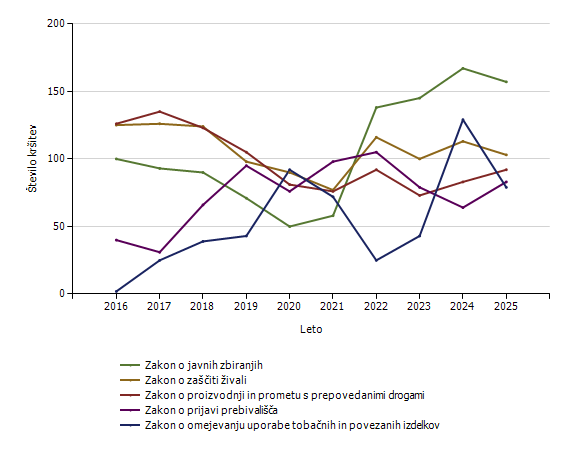 200
150
100
50
0
Število kršitev
2016 2017 2018 2019 2020 2021 2022 2023 2024 2025
Leto
Zakon o javnih zbiranjih
Zakon o zaščiti živali
Zakon o proizvodnji in prometu s prepovedanimi drogami
Zakon o prijavi prebivališča
Zakon o omejevanju uporabe tobačnih in povezanih izdelkov